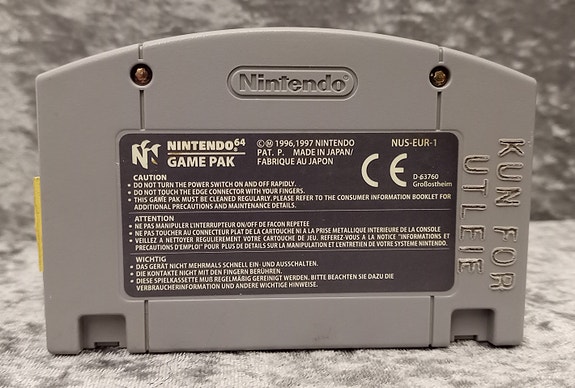 Nintendo®
NINTENDO⁶⁴
GAME PAK
©Ⓜ 1996,1997 NINTENDO
PAT. P. MADE IN JAPAN/
FABRIQUE AU JAPON
NUS-EUR-1
CE
D-63760
Großostheim
CAUTION
• DO NOT TURN THE POWER SWITCH ON AND OFF RAPIDLY.
• DO NOT TOUCH THE EDGE CONNECTOR WITH YOUR FINGERS.
• THIS GAME PAK MUST BE CLEANED REGULARLY. PLEASE REFER TO THE CONSUMER INFORMATION BOOKLET FOR
ADDITIONAL PRECAUTIONS AND MAINTENANCE DETAILS.
ATTENTION
• NE PAS MANIPULER L'INTERRUPTEUR ON/OFF DE FACON REPETEE
• NE PAS TOUCHER AU CONNECTEUR PLAT DE LA CARTOUCHE NI A LA PRISE METALLIQUE INTERIEURE DE LA CONSOLE
• VEILLEZ A NETTOYER REGULIEREMENT VOTRE CARTOUCHE DE JEU. REFEREZ-VOUS A LA NOTICE "INFORMATIONS ET
PRECAUTIONS D'EMPLOI" POUR PLUS DE DETAILS SUR LA MANIPULATION ET L'ENTRETIEN DE VOTRE SYSTEME NINTENDO.
WICHTIG
• DAS GERÄT NICHT MEHRMALS SCHNELL EIN- UND AUSSCHALTEN.
• DIE KONTAKTE NICHT MIT DEN FINGERN BERÜHREN.
• DIESE SPIELKASSETTE MUß REGELMÄßIG GEREINIGT WERDEN. BITTE BEACHTEN SIE DAZU DIE
VERBRAUCHERINFORMATION UND ANDERE WICHTIGE HINWEISE.
KUN FOR
UTLEIE